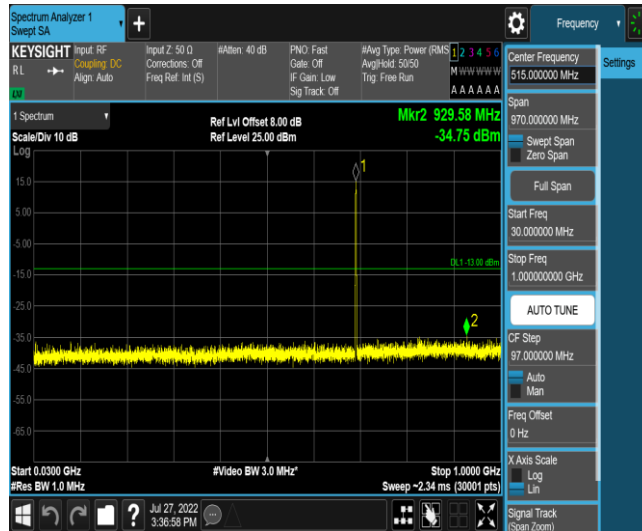 Spectrum Analyzer 1
Swept SA
Frequency
KEYSIGHT
RL
LXI
Input: RF
Coupling: DC
Align: Auto
Input Z: 50 Ω
Corrections: Off
Freq Ref: Int (S)
#Atten: 40 dB
PNO: Fast
Gate: Off
IF Gain: Low
Sig Track: Off
#Avg Type: Power (RMS
Avg|Hold: 50/50
Trig: Free Run
1 2 3 4 5 6
M W W W W W
A A A A A A
1 Spectrum
Scale/Div 10 dB
Ref Lvl Offset 8.00 dB
Ref Level 25.00 dBm
Mkr2 929.58 MHz
-34.75 dBm
Log
15.0
5.00
-5.00
-15.0
-25.0
-35.0
-45.0
-55.0
-65.0
1
DL1 -13.00 dBm
2
Start 0.0300 GHz
#Res BW 1.0 MHz
#Video BW 3.0 MHz*
Stop 1.0000 GHz
Sweep ~2.34 ms (30001 pts)
?
Jul 27, 2022
3:36:58 PM
Center Frequency
515.000000 MHz
Settings
Span
970.000000 MHz
Swept Span
Zero Span
Full Span
Start Freq
30.000000 MHz
Stop Freq
1.000000000 GHz
AUTO TUNE
CF Step
97.000000 MHz
Auto
Man
Freq Offset
0 Hz
X Axis Scale
Log
Lin
Signal Track
(Span Zoom)